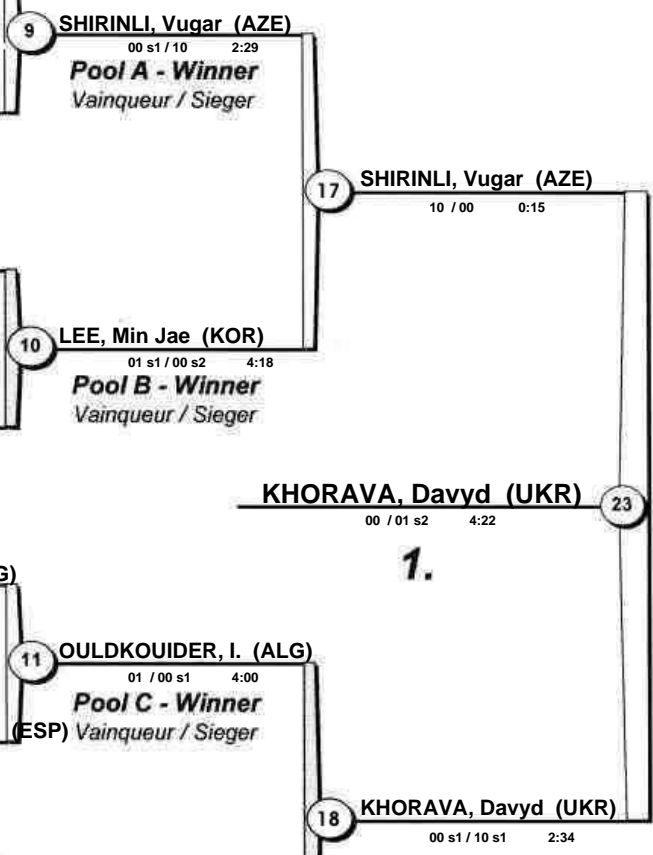 9
SHIRINLI, Vugar (AZE)
00 s1 / 10 2:29
Pool A - Winner
Vainqueur / Sieger
17
SHIRINLI, Vugar (AZE)
10 / 00 0:15
10
LEE, Min Jae (KOR)
01 s1 / 00 s2 4:18
Pool B - Winner
Vainqueur / Sieger
KHORAVA, Davyd (UKR)
23
00 / 01 s2 4:22
1.
G)
11
OULDKOUIDER, I. (ALG)
01 / 00 s1 4:00
Pool C - Winner
(ESP) Vainqueur / Sieger
18
KHORAVA, Davyd (UKR)
00 s1 / 10 s1 2:34